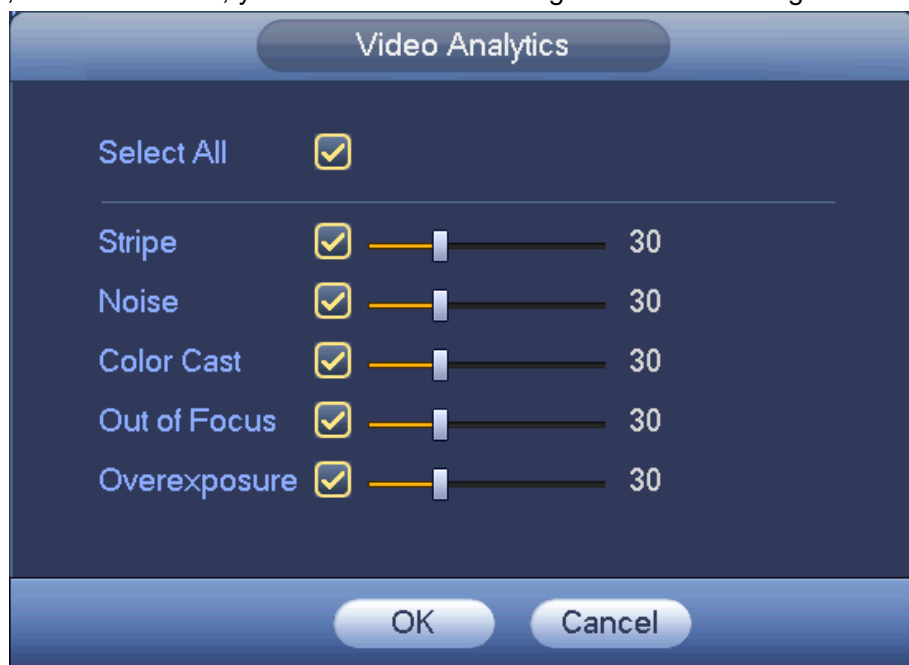 Video Analytics
Select All
Stripe 30
Noise 30
Color Cast 30
Out of Focus 30
Overexposure 30
OK Cancel